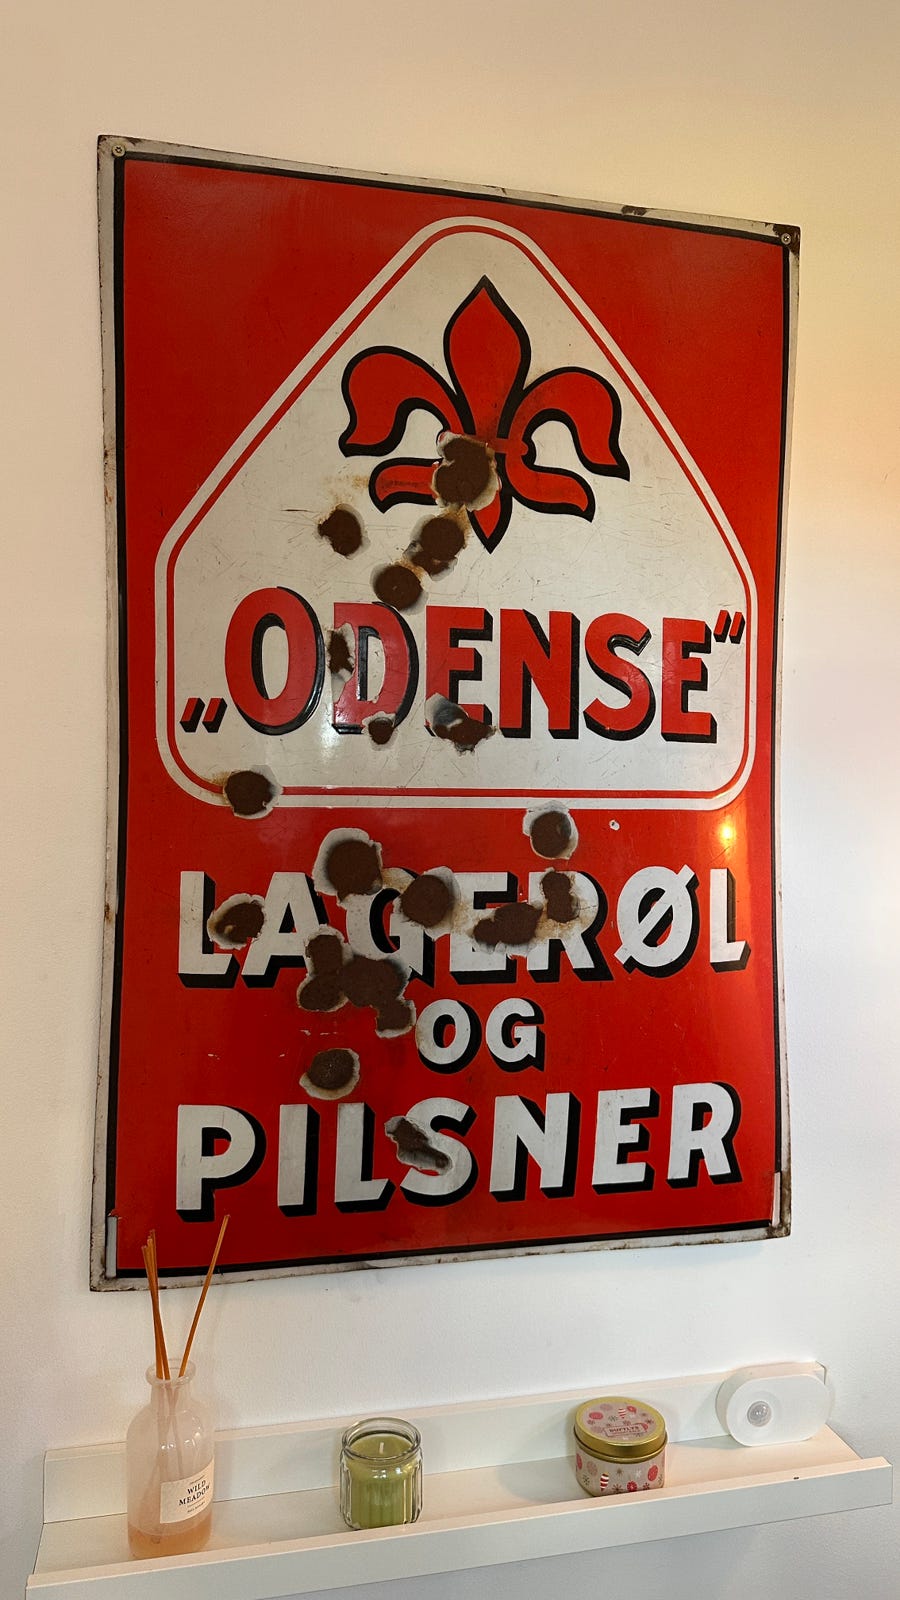 „ODENSE“
LAGERØL
OG
PILSNER
WILD
MEADOW